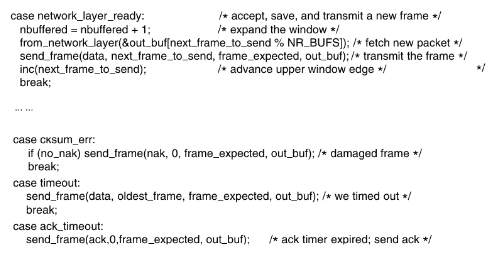 case network_layer_ready: /* accept, save, and transmit a new frame */
nbuffered = nbuffered + 1; /* expand the window */
from_network_layer(&out_buf[next_frame_to_send % NR_BUFS]); /* fetch new packet */
send_frame(data, next_frame_to_send, frame_expected, out_buf);/* transmit the frame */
inc(next_frame_to_send); /* advance upper window edge */ */
break;
... ...
case cksum_err:
if (no_nak) send_frame(nak, 0, frame_expected, out_buf); /* damaged frame */
break;
case timeout:
send_frame(data, oldest_frame, frame_expected, out_buf); /* we timed out */
break;
case ack_timeout:
send_frame(ack,0,frame_expected, out_buf); /* ack timer expired; send ack */